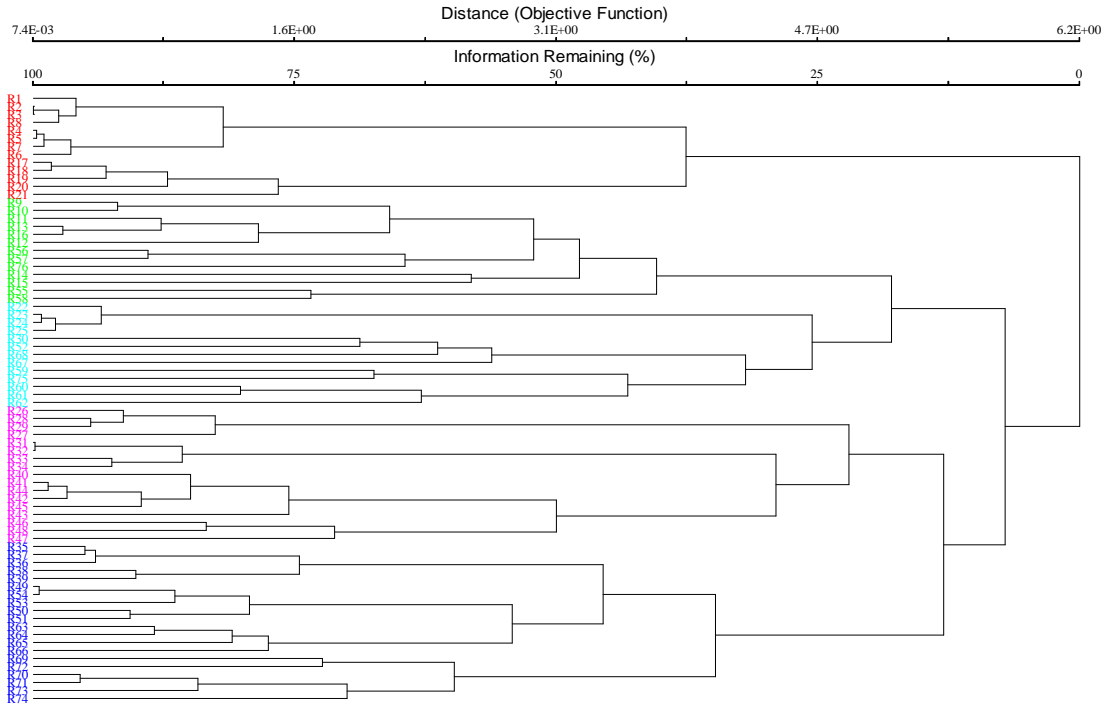 Distance (Objective Function)
7.4E-03 1.6E+00 3.1E+00 4.7E+00 6.2E+00
Information Remaining (%)
100 75 50 25 0
R1
R2
R3
R8
R4
R5
R7
R6
R17
R18
R19
R20
R21
R9
R10
R11
R13
R16
R12
R56
R57
R76
R14
R15
R55
R58
R22
R23
R24
R25
R30
R52
R68
R67
R59
R75
R60
R61
R62
R26
R28
R29
R27
R31
R32
R33
R34
R40
R41
R44
R42
R45
R43
R46
R48
R47
R35
R37
R36
R38
R39
R49
R54
R53
R50
R51
R63
R64
R65
R66
R69
R72
R70
R71
R73
R74